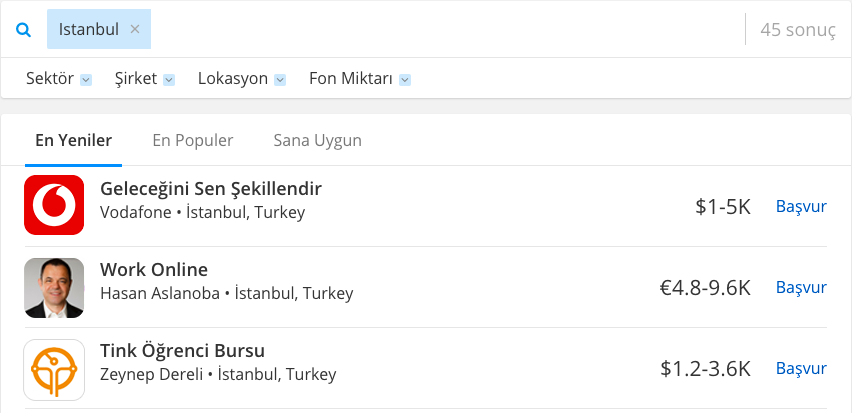 Istanbul × 45 sonuç
Sektör Şirket Lokasyon Fon Miktarı
En Yeniler En Populer Sana Uygun
Geleceğini Sen Şekillendir
Vodafone • İstanbul, Turkey
$1-5K Başvur
Work Online
Hasan Aslanoba • İstanbul, Turkey
€4.8-9.6K Başvur
Tink Öğrenci Bursu
Zeynep Dereli • İstanbul, Turkey
$1.2-3.6K Başvur